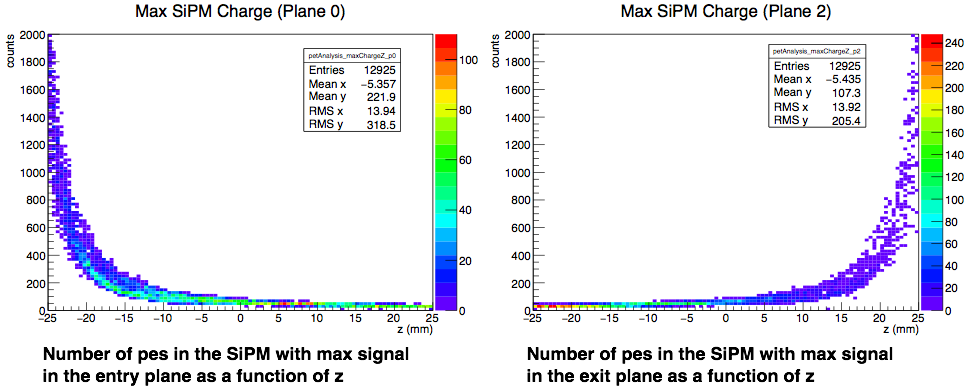 Max SiPM Charge (Plane 0)
counts
2000
1800
1600
1400
1200
1000
800
600
400
200
0
petAnalysis_maxChargeZ_p0
Entries 12925
Mean x −5.357
Mean y 221.9
RMS x 13.94
RMS y 318.5
100
80
60
40
20
0
−25 −20 −15 −10 −5 0 5 10 15 20 25
z (mm)
Number of pes in the SiPM with max signal
in the entry plane as a function of z
Max SiPM Charge (Plane 2)
counts
2000
1800
1600
1400
1200
1000
800
600
400
200
0
petAnalysis_maxChargeZ_p2
Entries 12925
Mean x −5.435
Mean y 107.3
RMS x 13.92
RMS y 205.4
240
220
200
180
160
140
120
100
80
60
40
20
0
−25 −20 −15 −10 −5 0 5 10 15 20 25
z (mm)
Number of pes in the SiPM with max signal
in the exit plane as a function of z